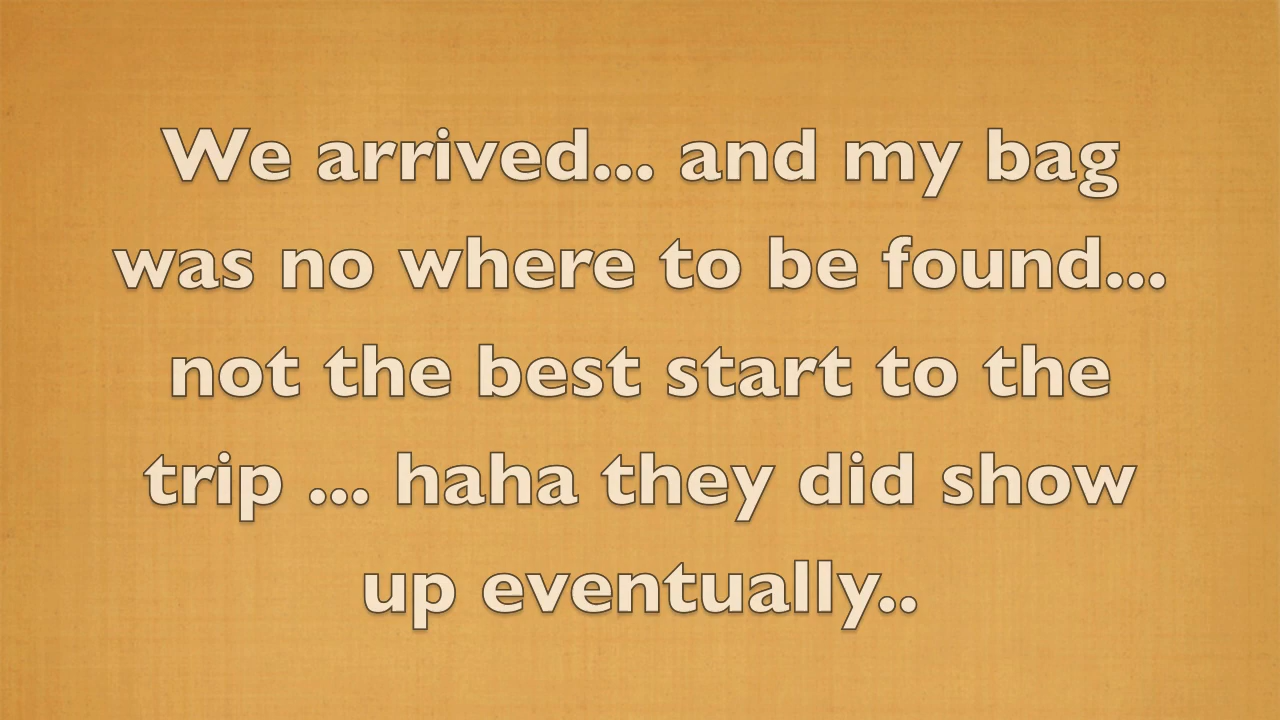 We arrived... and my bag
was no where to be found...
not the best start to the
trip ... haha they did show
up eventually..